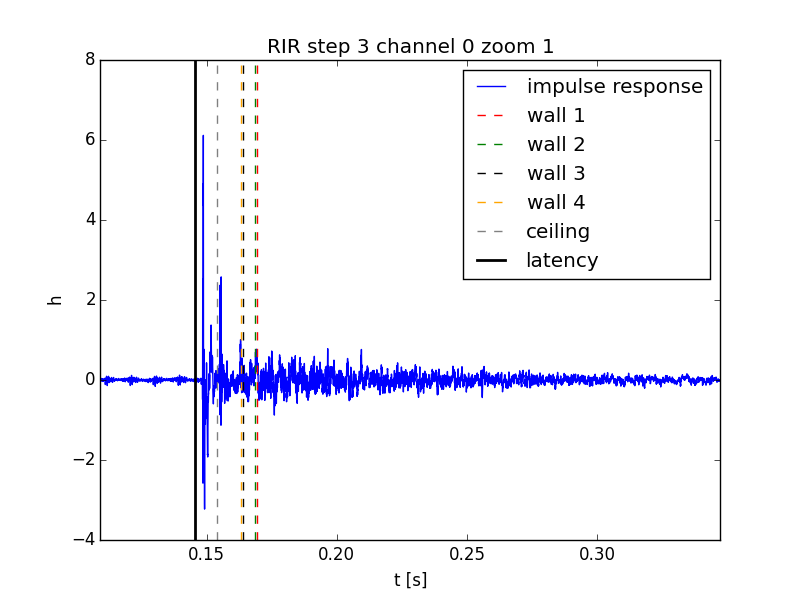 RIR step 3 channel 0 zoom 1
8
6
4
2
0
−2
−4
h
0.15 0.20 0.25 0.30
t [s]
impulse response
wall 1
wall 2
wall 3
wall 4
ceiling
latency